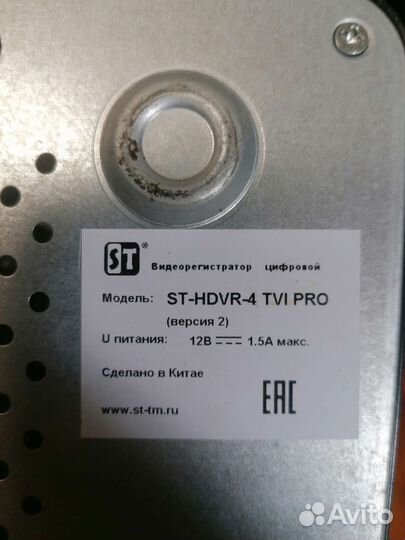 ST®
Видеорегистратор цифровой
Модель: ST-HDVR-4 TVI PRO
(версия 2)
U питания: 12В 1.5А макс.
Сделано в Китае
www.st-tm.ru
EAC
Avito